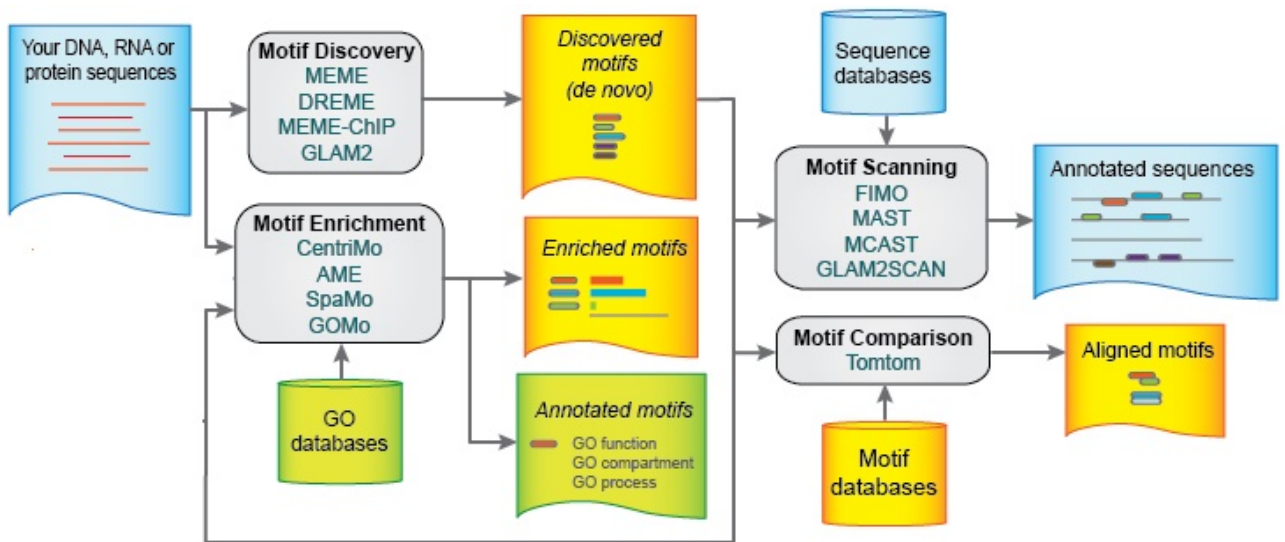 Your DNA, RNA or
protein sequences
Motif Discovery
MEME
DREME
MEME-ChIP
GLAM2
Discovered
motifs
(de novo)
Sequence
databases
Motif Scanning
FIMO
MAST
MCAST
GLAM2SCAN
Annotated sequences
Motif Enrichment
CentriMo
AME
SpaMo
GOMo
Enriched motifs
Motif Comparison
Tomtom
Aligned motifs
GO
databases
Annotated motifs
GO function
GO compartment
GO process
Motif
databases